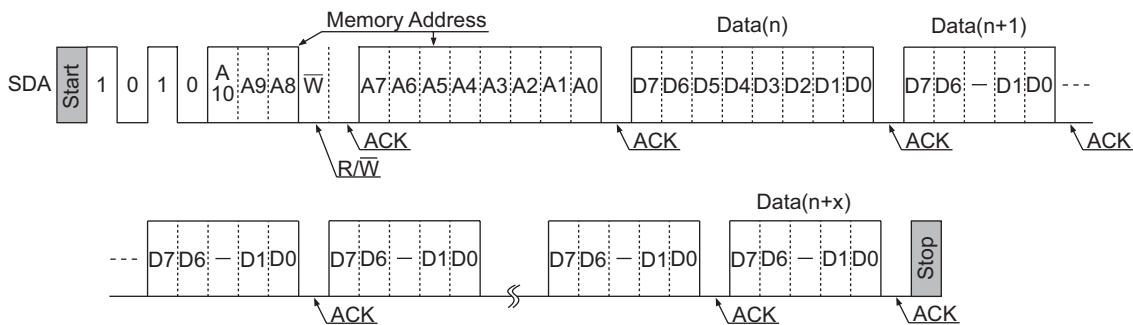 Memory Address
Data(n)
Data(n+1)
SDA Start 1 0 1 0 A10 A9 A8 W̅ A7 A6 A5 A4 A3 A2 A1 A0 D7 D6 D5 D4 D3 D2 D1 D0 D7 D6 – D1 D0
ACK
ACK
ACK
ACK
R/W̅
Data(n+x)
D7 D6 – D1 D0 D7 D6 – D1 D0 D7 D6 – D1 D0 D7 D6 – D1 D0 Stop
ACK
ACK
ACK